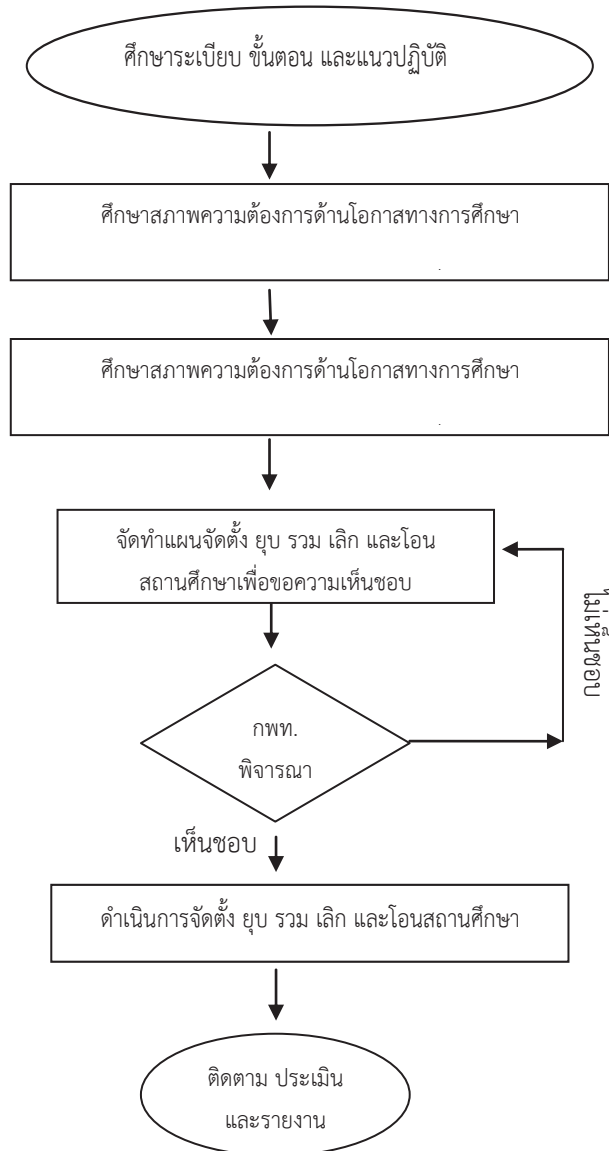 ศึกษาระเบียบ ขั้นตอน และแนวปฏิบัติ
ศึกษาสภาพความต้องการด้านโอกาสทางการศึกษา
ศึกษาสภาพความต้องการด้านโอกาสทางการศึกษา
จัดทำแผนจัดตั้ง ยุบ รวม เลิก และโอน
สถานศึกษาเพื่อขอความเห็นชอบ
ไม่เห็นชอบ
กพท.
พิจารณา
เห็นชอบ
ดำเนินการจัดตั้ง ยุบ รวม เลิก และโอนสถานศึกษา
ติดตาม ประเมิน
และรายงาน